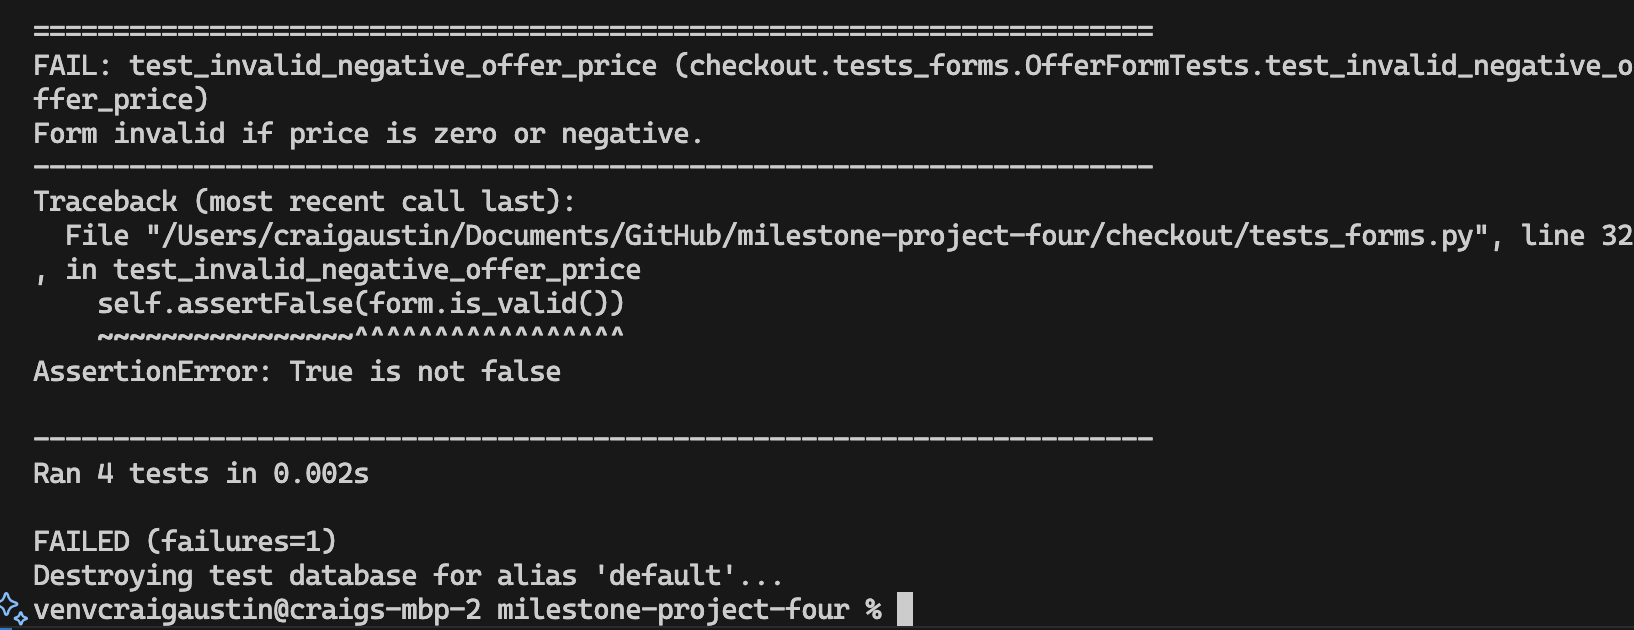 ======================================================================
FAIL: test_invalid_negative_offer_price (checkout.tests_forms.OfferFormTests.test_invalid_negative_o
ffer_price)
Form invalid if price is zero or negative.
----------------------------------------------------------------------
Traceback (most recent call last):
  File "/Users/craigaustin/Documents/GitHub/milestone-project-four/checkout/tests_forms.py", line 32
, in test_invalid_negative_offer_price
    self.assertFalse(form.is_valid())
    ~~~~~~~~~~~~~~~~^^^^^^^^^^^^^^^^^
AssertionError: True is not false

----------------------------------------------------------------------
Ran 4 tests in 0.002s

FAILED (failures=1)
Destroying test database for alias 'default'...
venvcraigaustin@craigs-mbp-2 milestone-project-four %